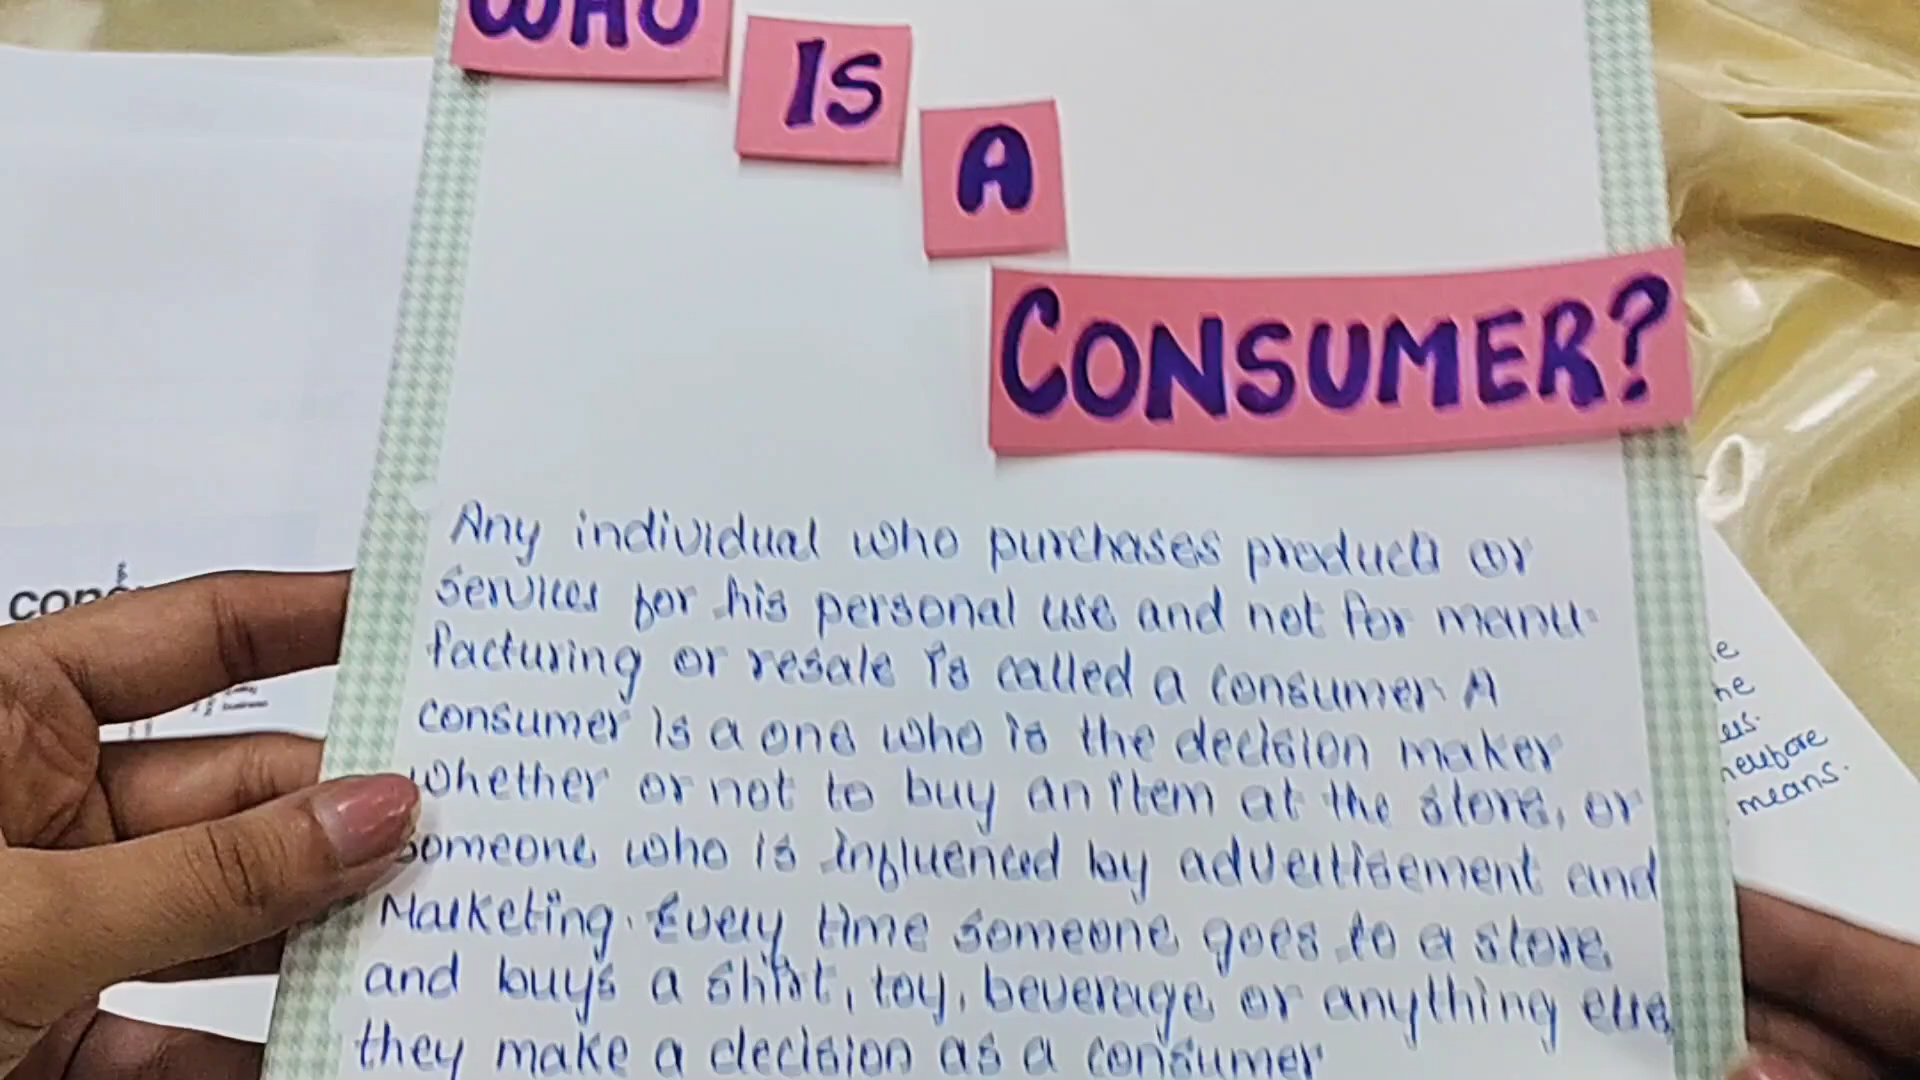 WHO
IS
A
CONSUMER?
Any individual who purchases product or
services for his personal use and not for manu-
facturing or resale is called a consumer. A
consumer is a one who is the decision maker
whether or not to buy an item at the store, or
someone who is influenced by advertisement and
Marketing. Every time someone goes to a store
and buys a shirt, toy, beverage or anything else,
they make a decision as a consumer
means.